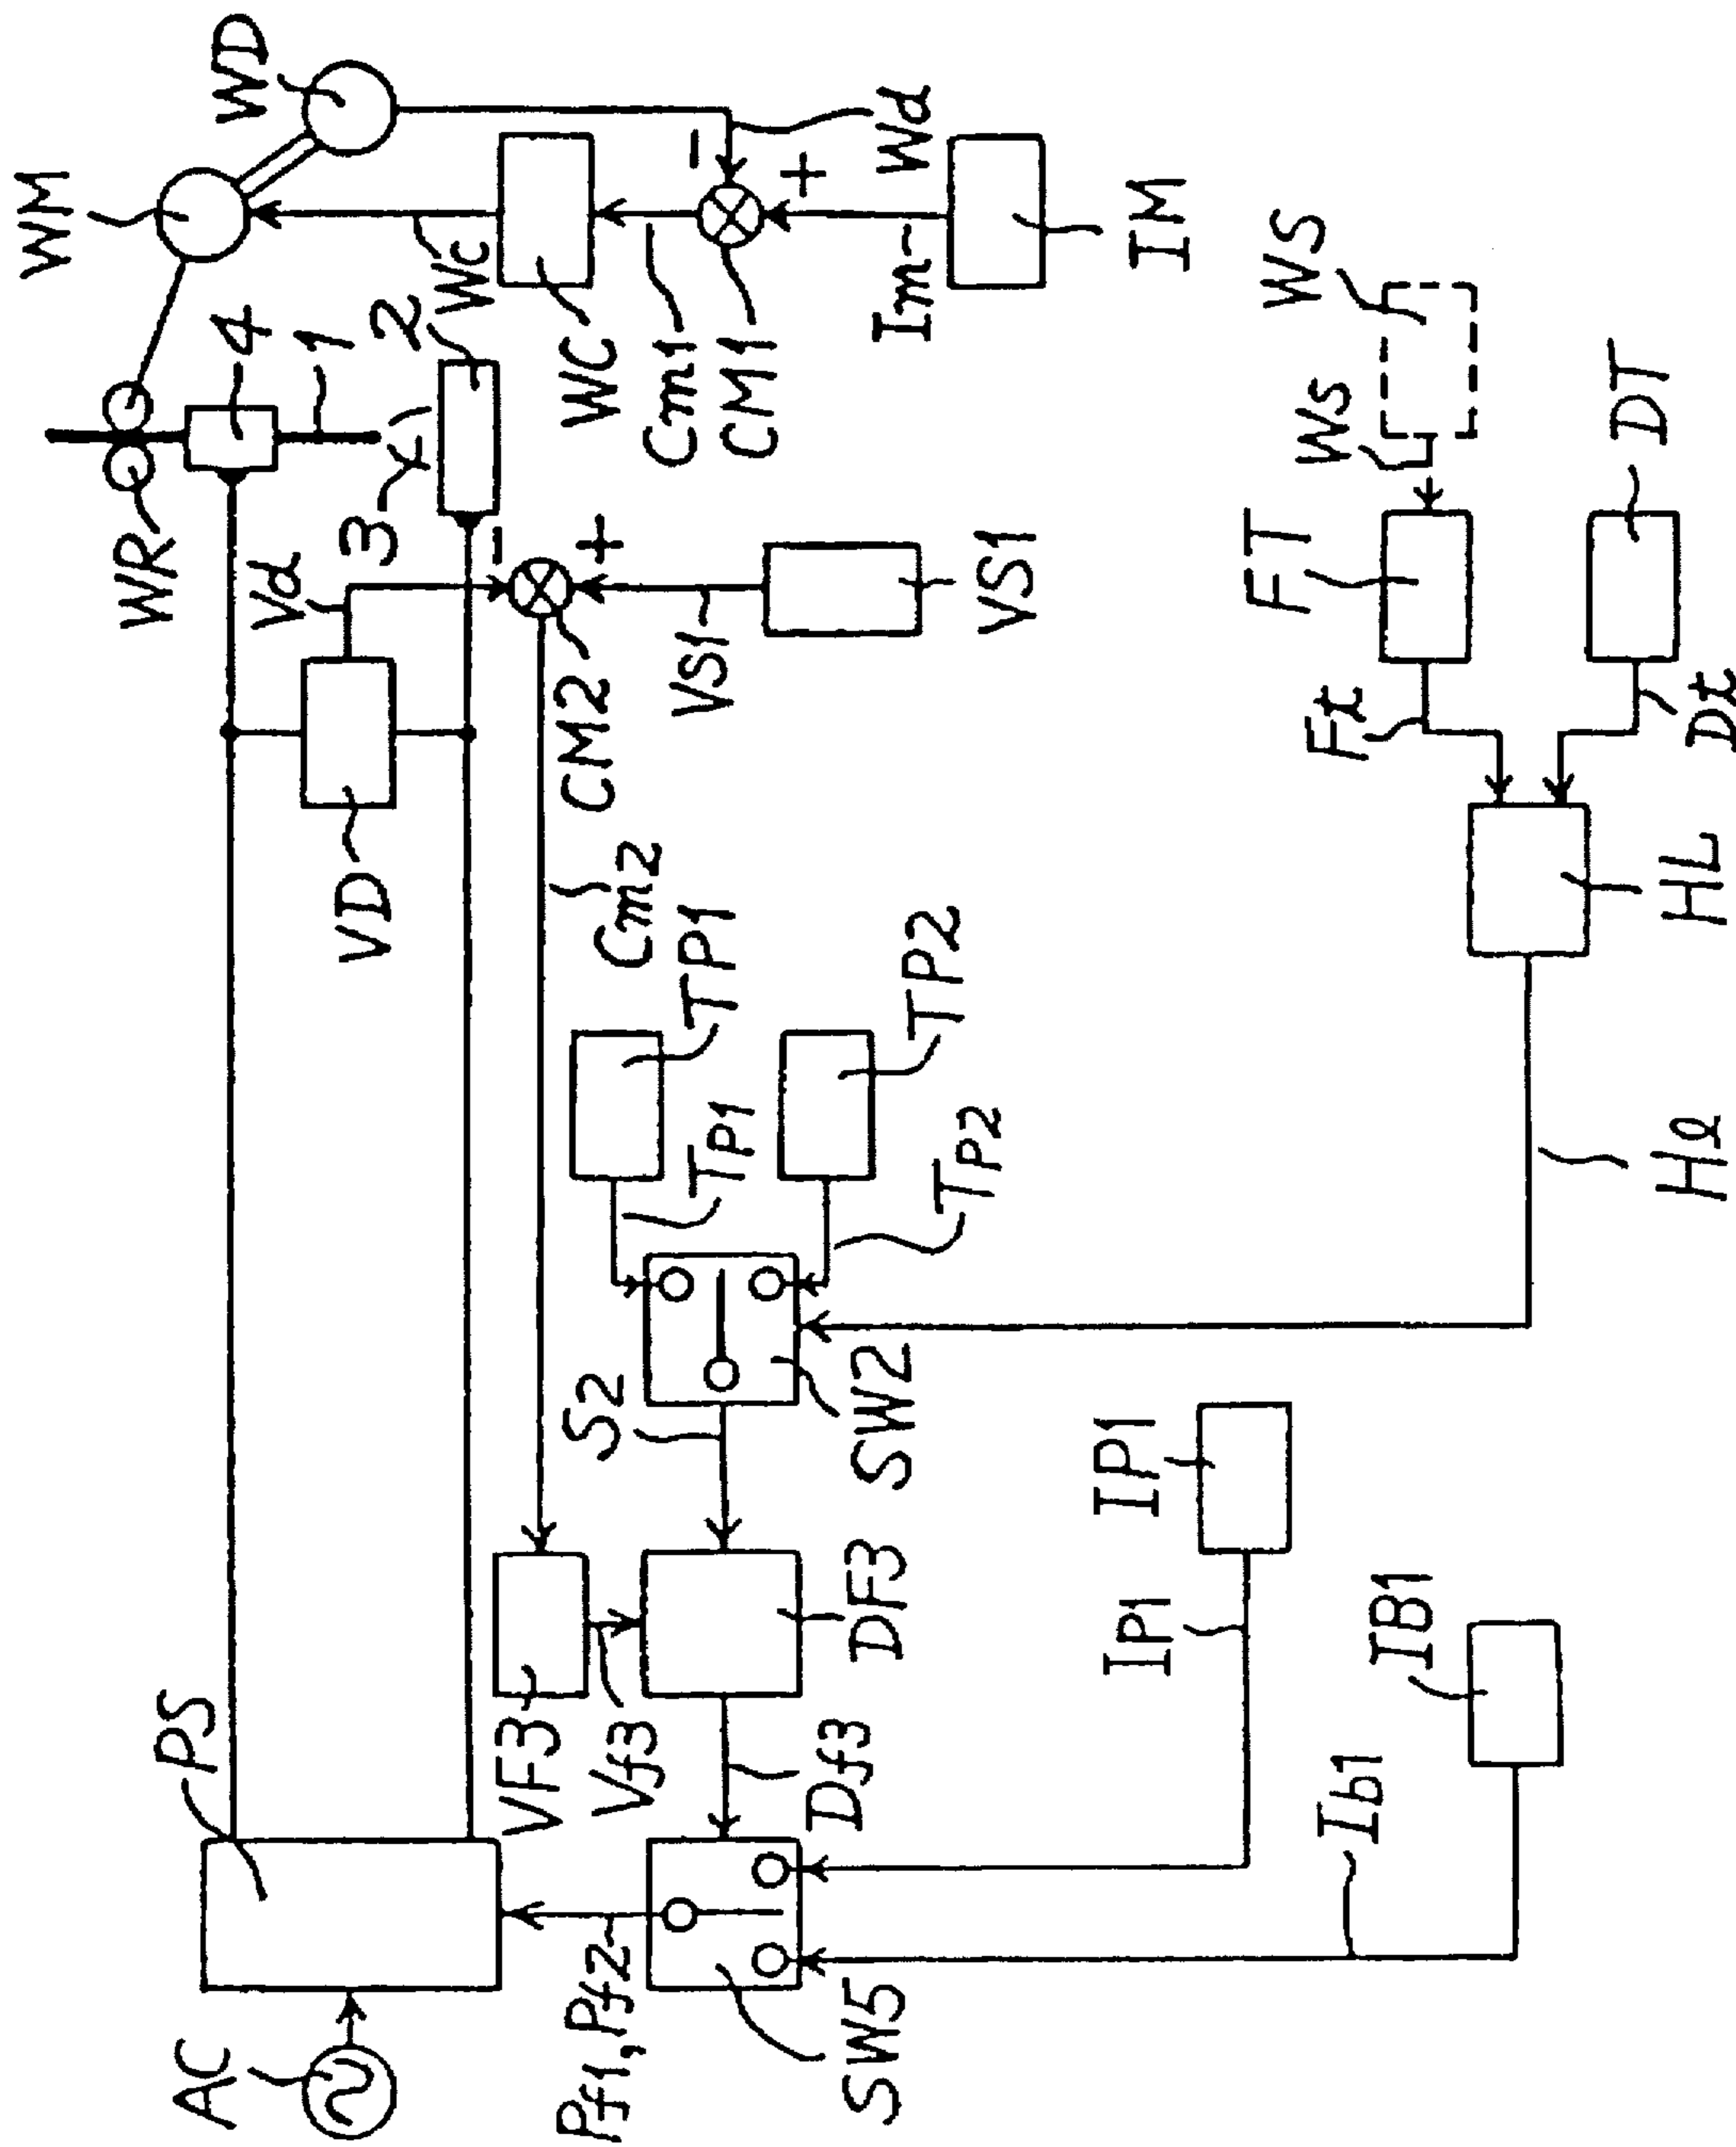 WM
WD
4
1
2
3
WR
Vd
Wc
WC
Cm1
CM1
Wd
Im
IM
VD
CM2
VS1
VS1
Cm2
TP1
TP1
TP2
TP2
S2
SW2
WS
Ws
FT
Ft
DT
Dt
HL
Hl
PS
AC
VF3
Vf3
DF3
Df3
Pf1, Pf2
SW5
IP1
IP1
IB1
Ib1